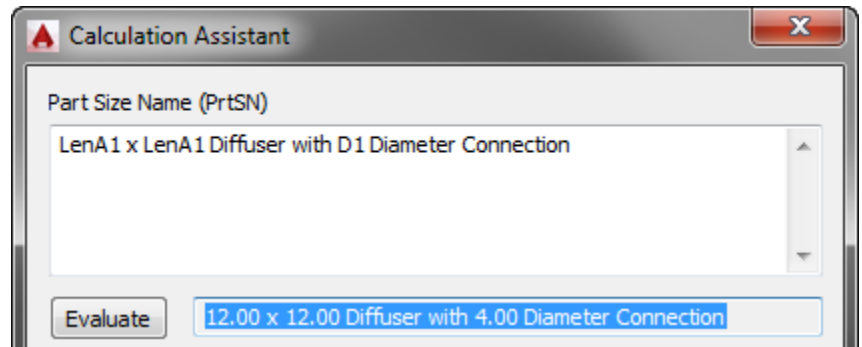 Calculation Assistant
Part Size Name (PrtSN)
LenA1 x LenA1 Diffuser with D1 Diameter Connection
Evaluate 12.00 x 12.00 Diffuser with 4.00 Diameter Connection